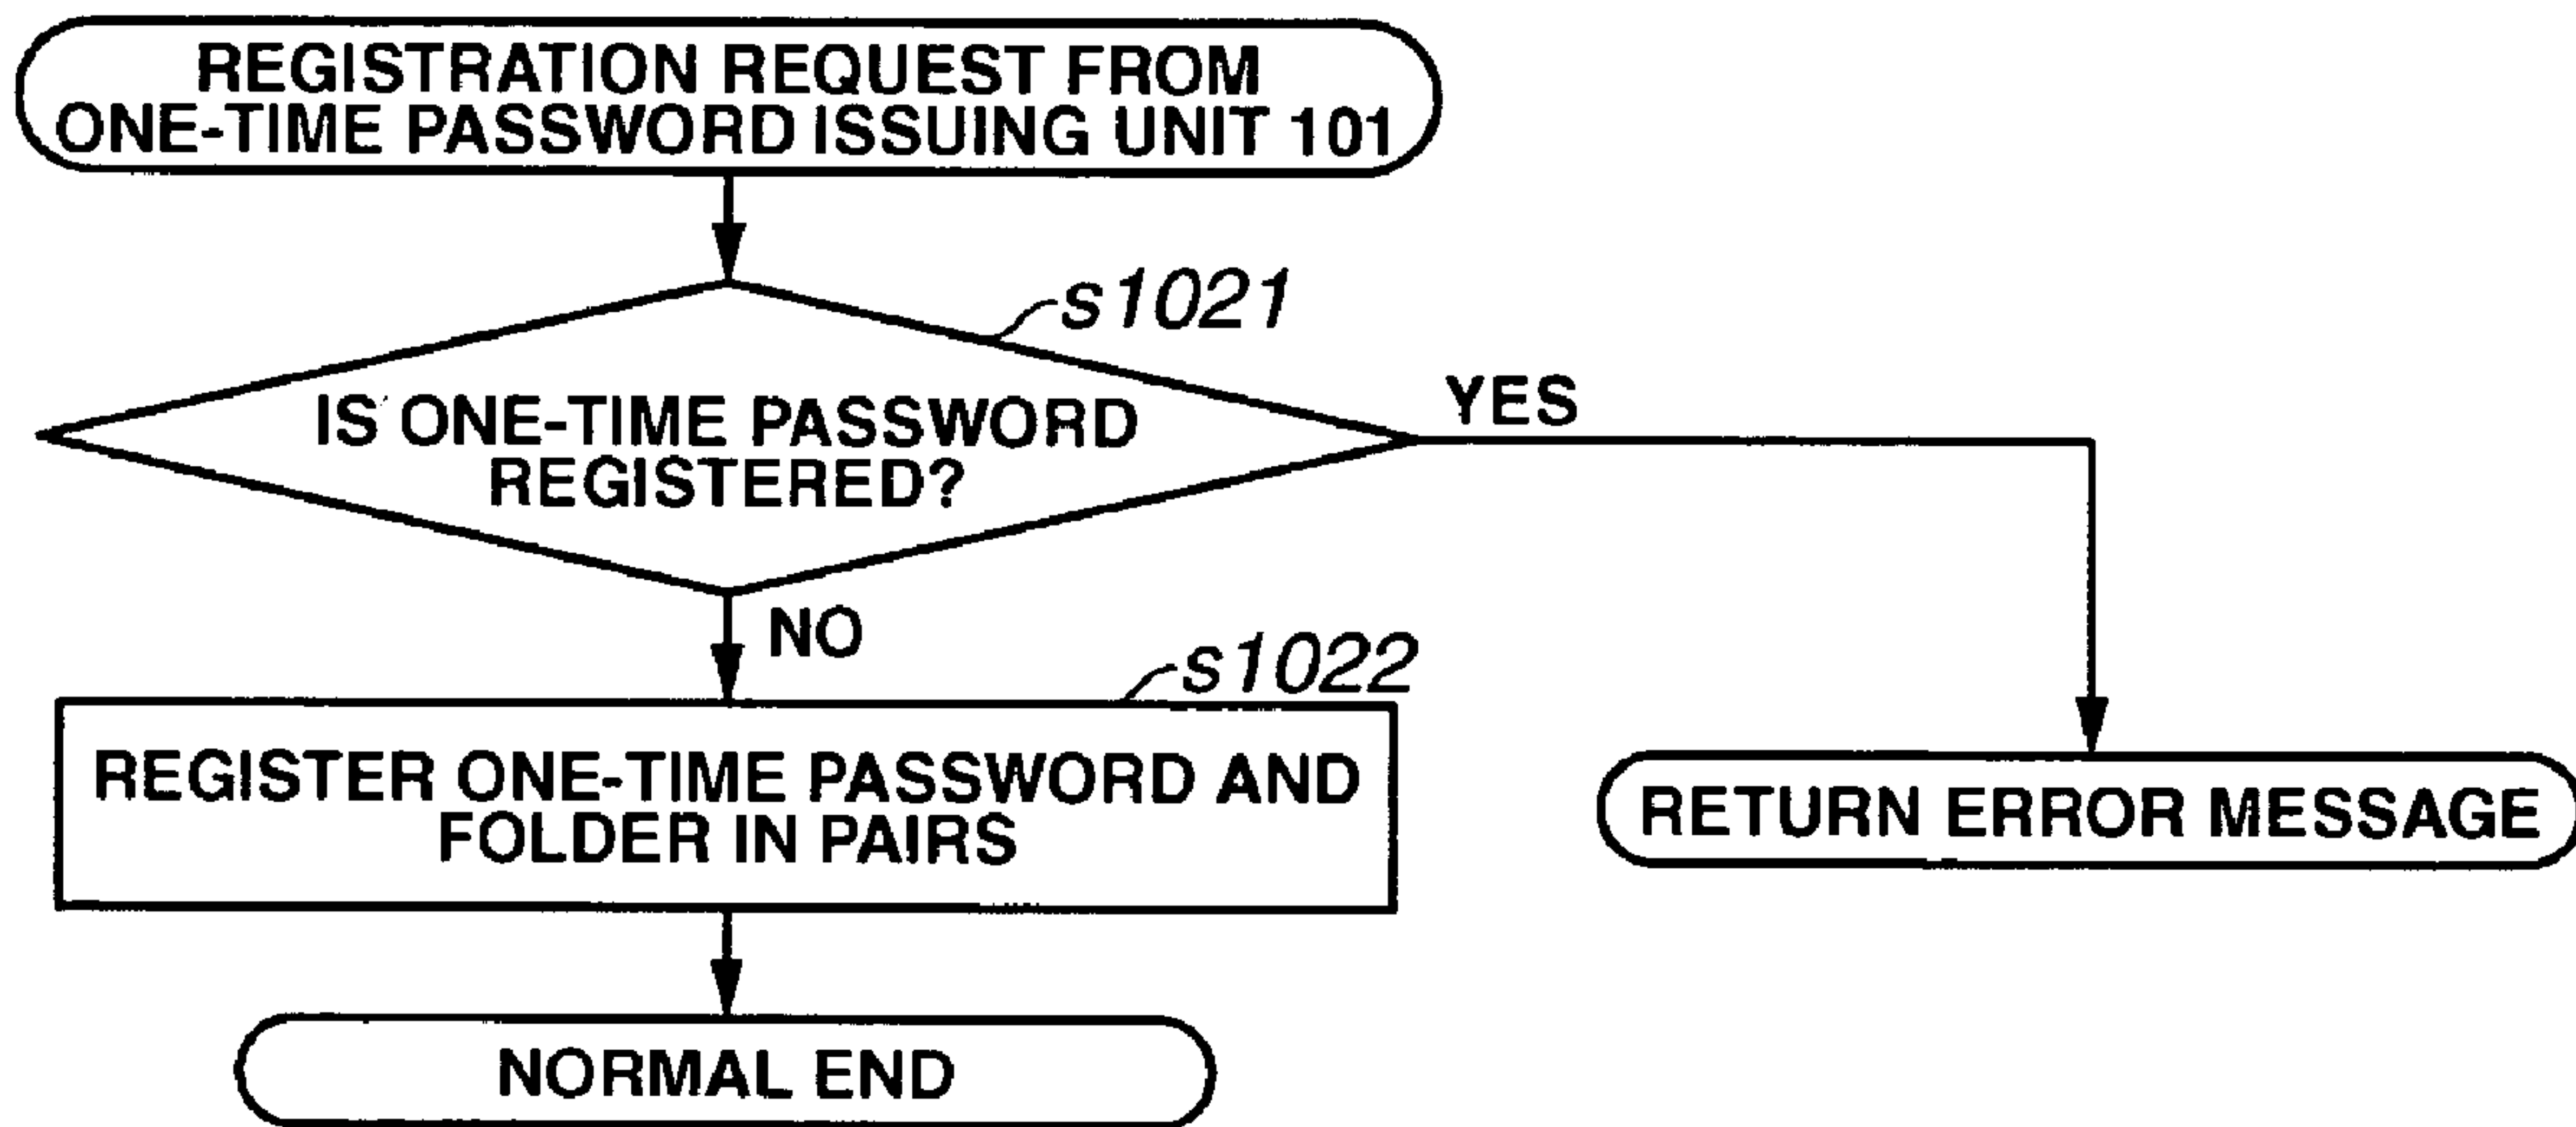 REGISTRATION REQUEST FROM
ONE-TIME PASSWORD ISSUING UNIT 101
s1021
IS ONE-TIME PASSWORD
REGISTERED?
YES
NO
s1022
REGISTER ONE-TIME PASSWORD AND
FOLDER IN PAIRS
RETURN ERROR MESSAGE
NORMAL END